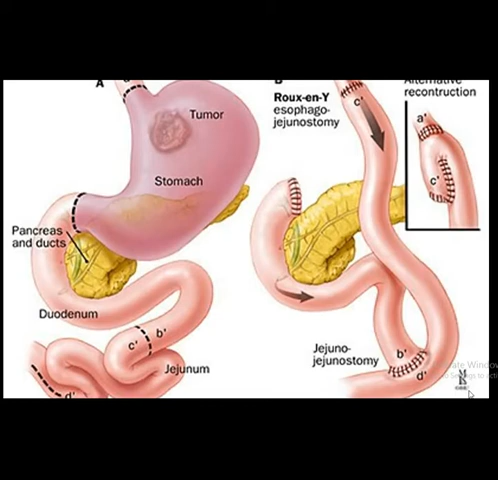 A
B
Alternative
recontruction
Roux-en-Y
esophago-
jejunostomy
c'
a'
c'
Tumor
Stomach
Pancreas
and ducts
Duodenum
c'
b'
Jejunum
d'
Jejuno-
jejunostomy
b'
d'